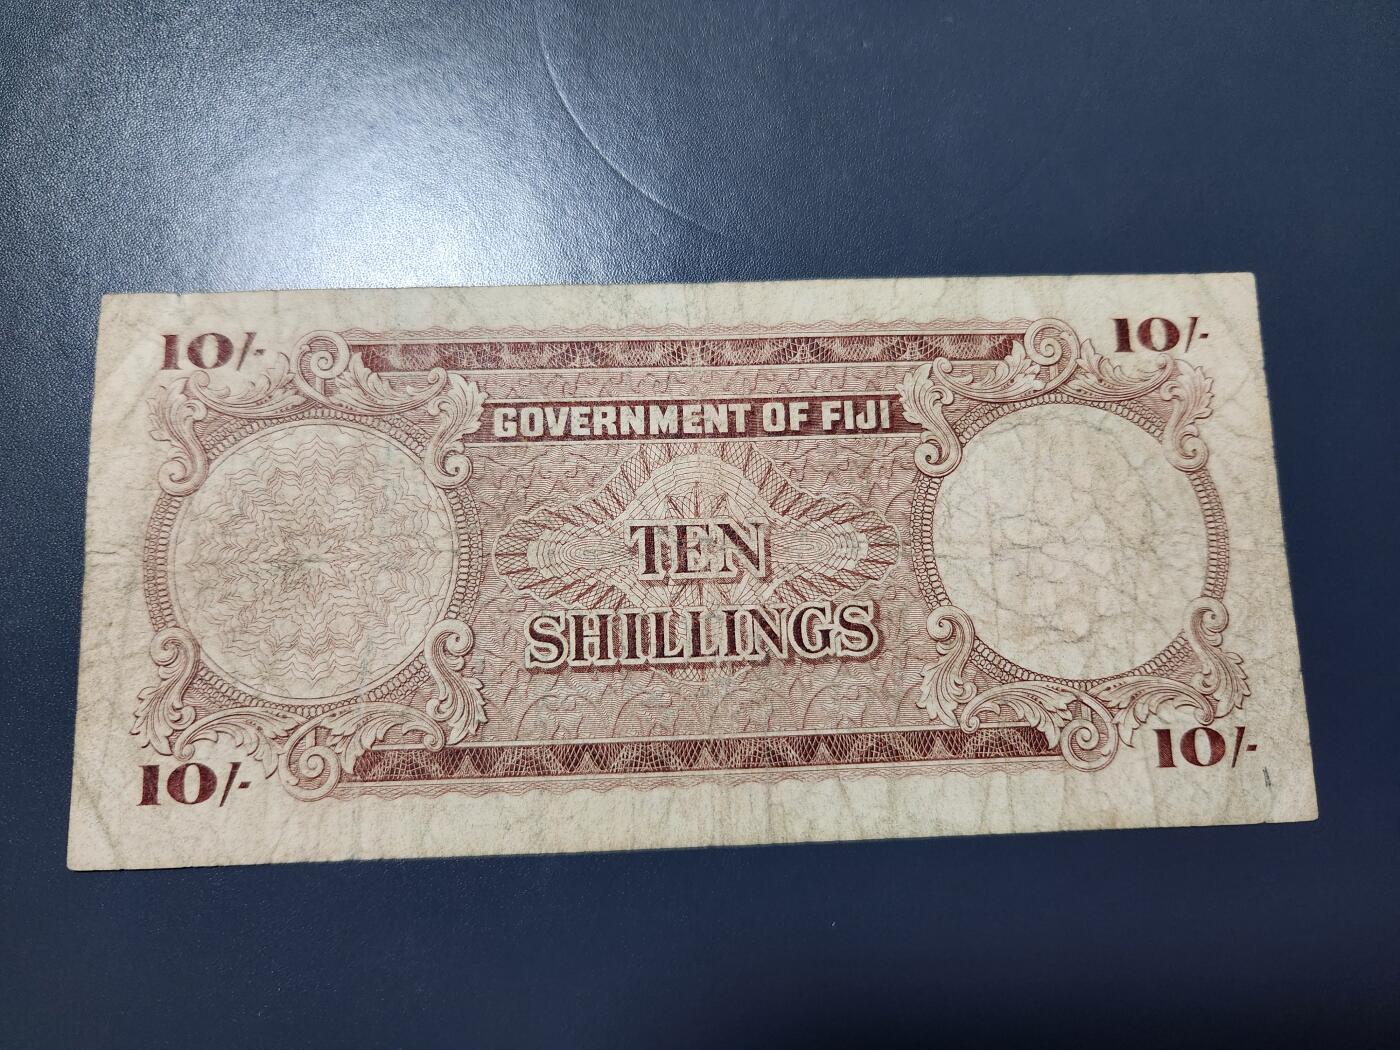 10/-
10/-
GOVERNMENT OF FIJI
TEN
SHILLINGS
10/-
10/-